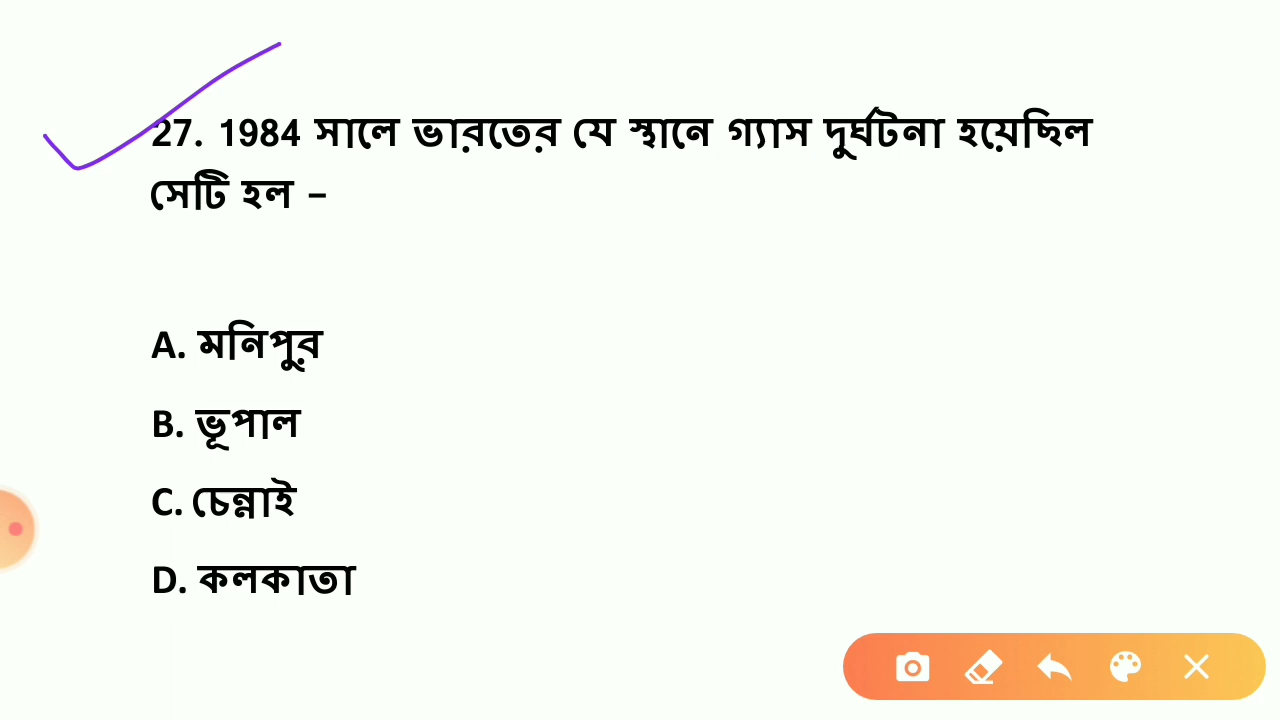 27. 1984 সালে ভারতের যে স্থানে গ্যাস দুর্ঘটনা হয়েছিল
সেটি হল –
A. মনিপুর
B. ভূপাল
C. চেন্নাই
D. কলকাতা